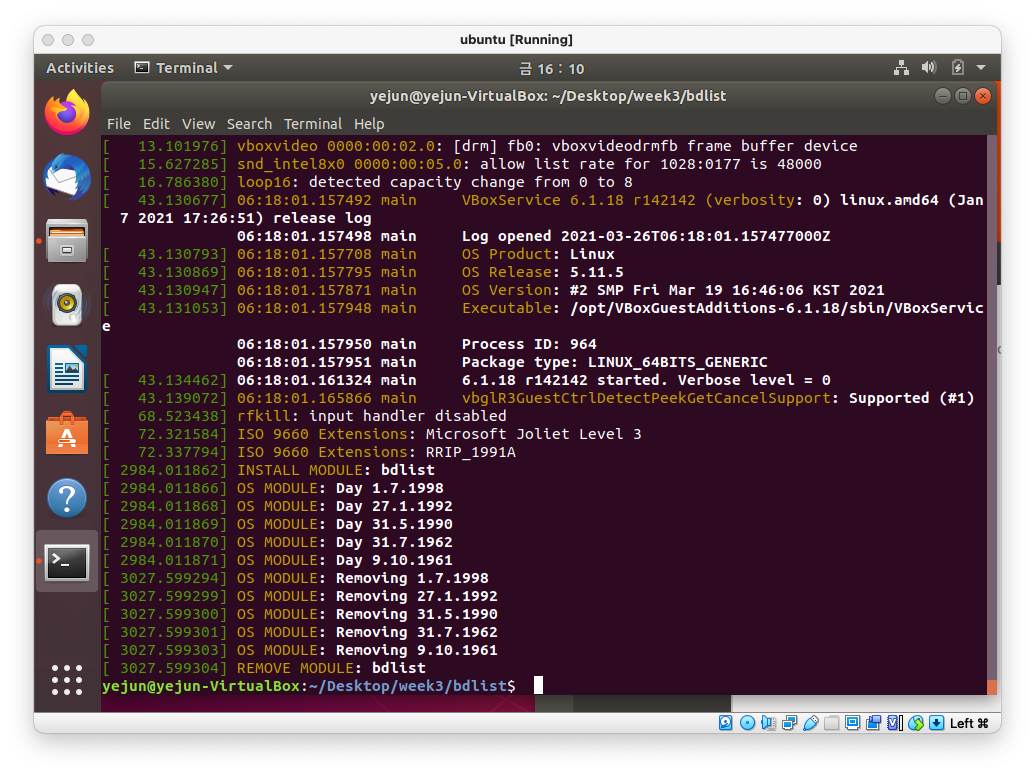 ubuntu [Running]
Activities Terminal 금 16 : 10
yejun@yejun-VirtualBox: ~/Desktop/week3/bdlist
File Edit View Search Terminal Help
[   13.101976] vboxvideo 0000:00:02.0: [drm] fb0: vboxvideodrmfb frame buffer device
[   15.627285] snd_intel8x0 0000:00:05.0: allow list rate for 1028:0177 is 48000
[   16.786380] loop16: detected capacity change from 0 to 8
[   43.130677] 06:18:01.157492 main     VBoxService 6.1.18 r142142 (verbosity: 0) linux.amd64 (Jan
  7 2021 17:26:51) release log
               06:18:01.157498 main     Log opened 2021-03-26T06:18:01.157477000Z
[   43.130793] 06:18:01.157708 main     OS Product: Linux
[   43.130869] 06:18:01.157795 main     OS Release: 5.11.5
[   43.130947] 06:18:01.157871 main     OS Version: #2 SMP Fri Mar 19 16:46:06 KST 2021
[   43.131053] 06:18:01.157948 main     Executable: /opt/VBoxGuestAdditions-6.1.18/sbin/VBoxServic
e
               06:18:01.157950 main     Process ID: 964
               06:18:01.157951 main     Package type: LINUX_64BITS_GENERIC
[   43.134462] 06:18:01.161324 main     6.1.18 r142142 started. Verbose level = 0
[   43.139072] 06:18:01.165866 main     vbglR3GuestCtrlDetectPeekGetCancelSupport: Supported (#1)
[   68.523438] rfkill: input handler disabled
[   72.321584] ISO 9660 Extensions: Microsoft Joliet Level 3
[   72.337794] ISO 9660 Extensions: RRIP_1991A
[ 2984.011862] INSTALL MODULE: bdlist
[ 2984.011866] OS MODULE: Day 1.7.1998
[ 2984.011868] OS MODULE: Day 27.1.1992
[ 2984.011869] OS MODULE: Day 31.5.1990
[ 2984.011870] OS MODULE: Day 31.7.1962
[ 2984.011871] OS MODULE: Day 9.10.1961
[ 3027.599294] OS MODULE: Removing 1.7.1998
[ 3027.599299] OS MODULE: Removing 27.1.1992
[ 3027.599300] OS MODULE: Removing 31.5.1990
[ 3027.599301] OS MODULE: Removing 31.7.1962
[ 3027.599303] OS MODULE: Removing 9.10.1961
[ 3027.599304] REMOVE MODULE: bdlist
yejun@yejun-VirtualBox:~/Desktop/week3/bdlist$
Left ⌘